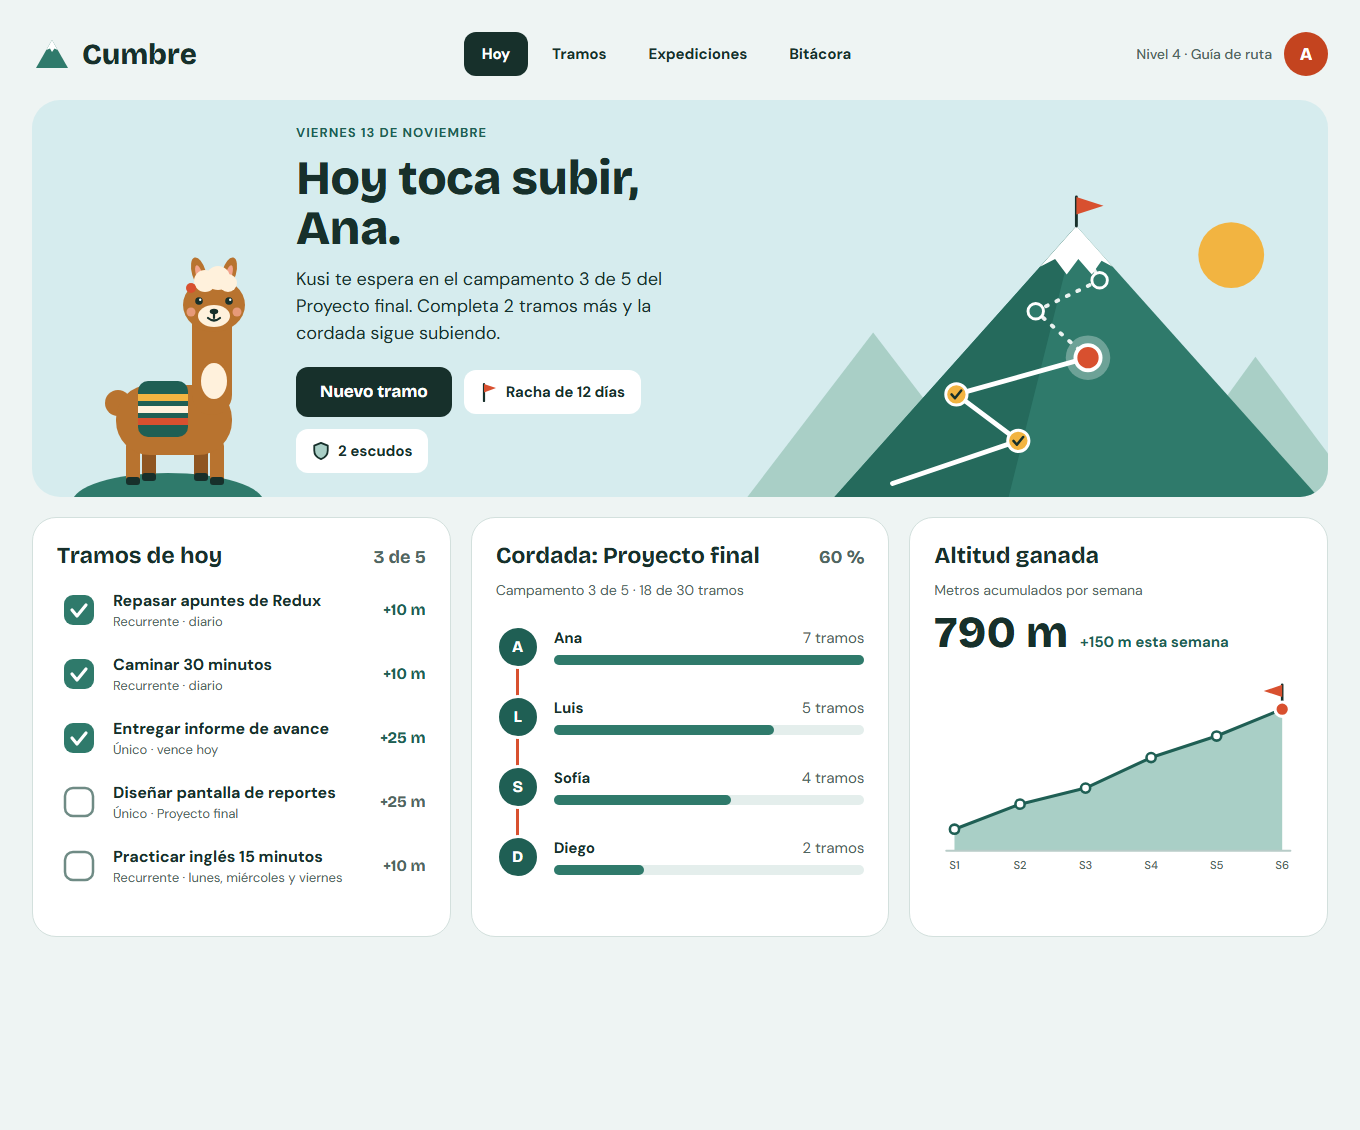 Cumbre
Hoy
Tramos
Expediciones
Bitácora
Nivel 4 · Guía de ruta
A
VIERNES 13 DE NOVIEMBRE
Hoy toca subir,
Ana.
Kusi te espera en el campamento 3 de 5 del
Proyecto final. Completa 2 tramos más y la
cordada sigue subiendo.
Nuevo tramo
Racha de 12 días
2 escudos
Tramos de hoy
3 de 5
Repasar apuntes de Redux
Recurrente · diario
+10 m
Caminar 30 minutos
Recurrente · diario
+10 m
Entregar informe de avance
Único · vence hoy
+25 m
Diseñar pantalla de reportes
Único · Proyecto final
+25 m
Practicar inglés 15 minutos
Recurrente · lunes, miércoles y viernes
+10 m
Cordada: Proyecto final
60 %
Campamento 3 de 5 · 18 de 30 tramos
A
Ana
7 tramos
L
Luis
5 tramos
S
Sofía
4 tramos
D
Diego
2 tramos
Altitud ganada
Metros acumulados por semana
790 m
+150 m esta semana
S1
S2
S3
S4
S5
S6